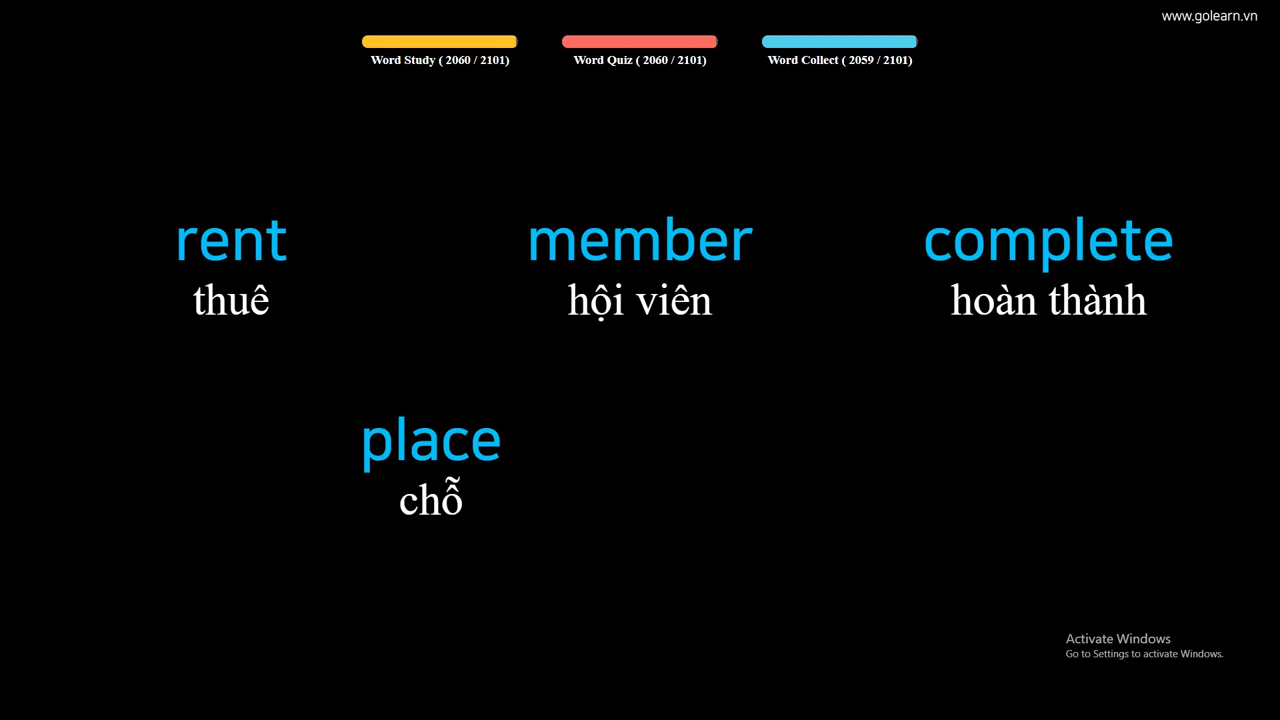 www.golearn.vn
Word Study ( 2060 / 2101) Word Quiz ( 2060 / 2101) Word Collect ( 2059 / 2101)
rent member complete
thuê hội viên hoàn thành
place
chỗ
Activate Windows
Go to Settings to activate Windows.